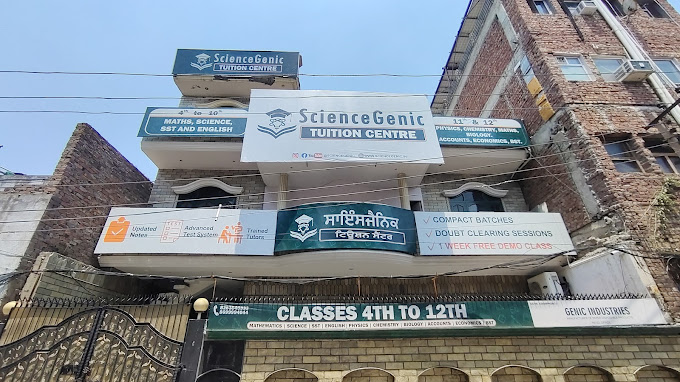 ScienceGenic
TUITION CENTRE
4th to 10th
MATHS, SCIENCE,
SST AND ENGLISH
ScienceGenic
TUITION CENTRE
11th & 12th
PHYSICS, CHEMISTRY, MATHS,
BIOLOGY,
ACCOUNTS, ECONOMICS, BST.
Updated
Notes
Advanced
Test System
Trained
Tutors
ਸਾਇੰਸਜੈਨਿਕ
ਟਿਊਸ਼ਨ ਸੈਂਟਰ
✓ COMPACT BATCHES
✓ DOUBT CLEARING SESSIONS
✓ 1 WEEK FREE DEMO CLASS
CLASSES 4TH TO 12TH
MATHEMATICS | SCIENCE | SST | ENGLISH | PHYSICS | CHEMISTRY | BIOLOGY | ACCOUNTS | ECONOMICS | BST
GENIC INDUSTRIES